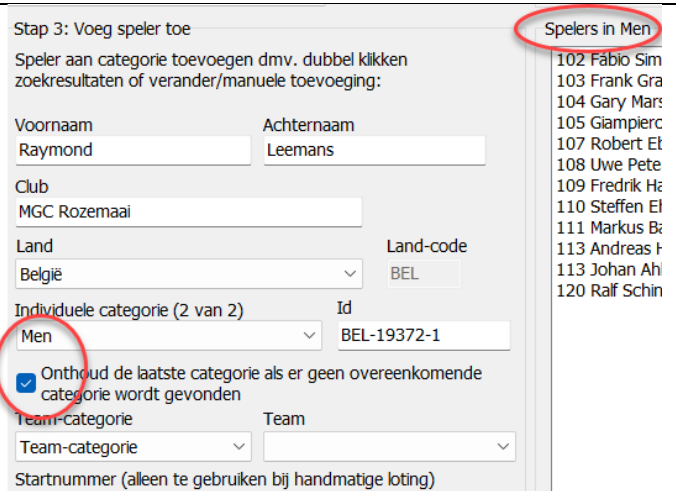 Stap 3: Voeg speler toe
Speler aan categorie toevoegen dmv. dubbel klikken
zoekresultaten of verander/manuele toevoeging:
Voornaam
Achternaam
Raymond
Leemans
Club
MGC Rozemaai
Land
Land-code
België
BEL
Individuele categorie (2 van 2)
Id
Men
BEL-19372-1
Onthoud de laatste categorie als er geen overeenkomende
categorie wordt gevonden
Team-categorie
Team
Team-categorie
Startnummer (alleen te gebruiken bij handmatige loting)
Spelers in Men
102 Fábio Sim
103 Frank Gra
104 Gary Mars
105 Giampiero
107 Robert Eb
108 Uwe Pete
109 Fredrik Ha
110 Steffen Eh
111 Markus Ba
113 Andreas H
113 Johan Ahl
120 Ralf Schin